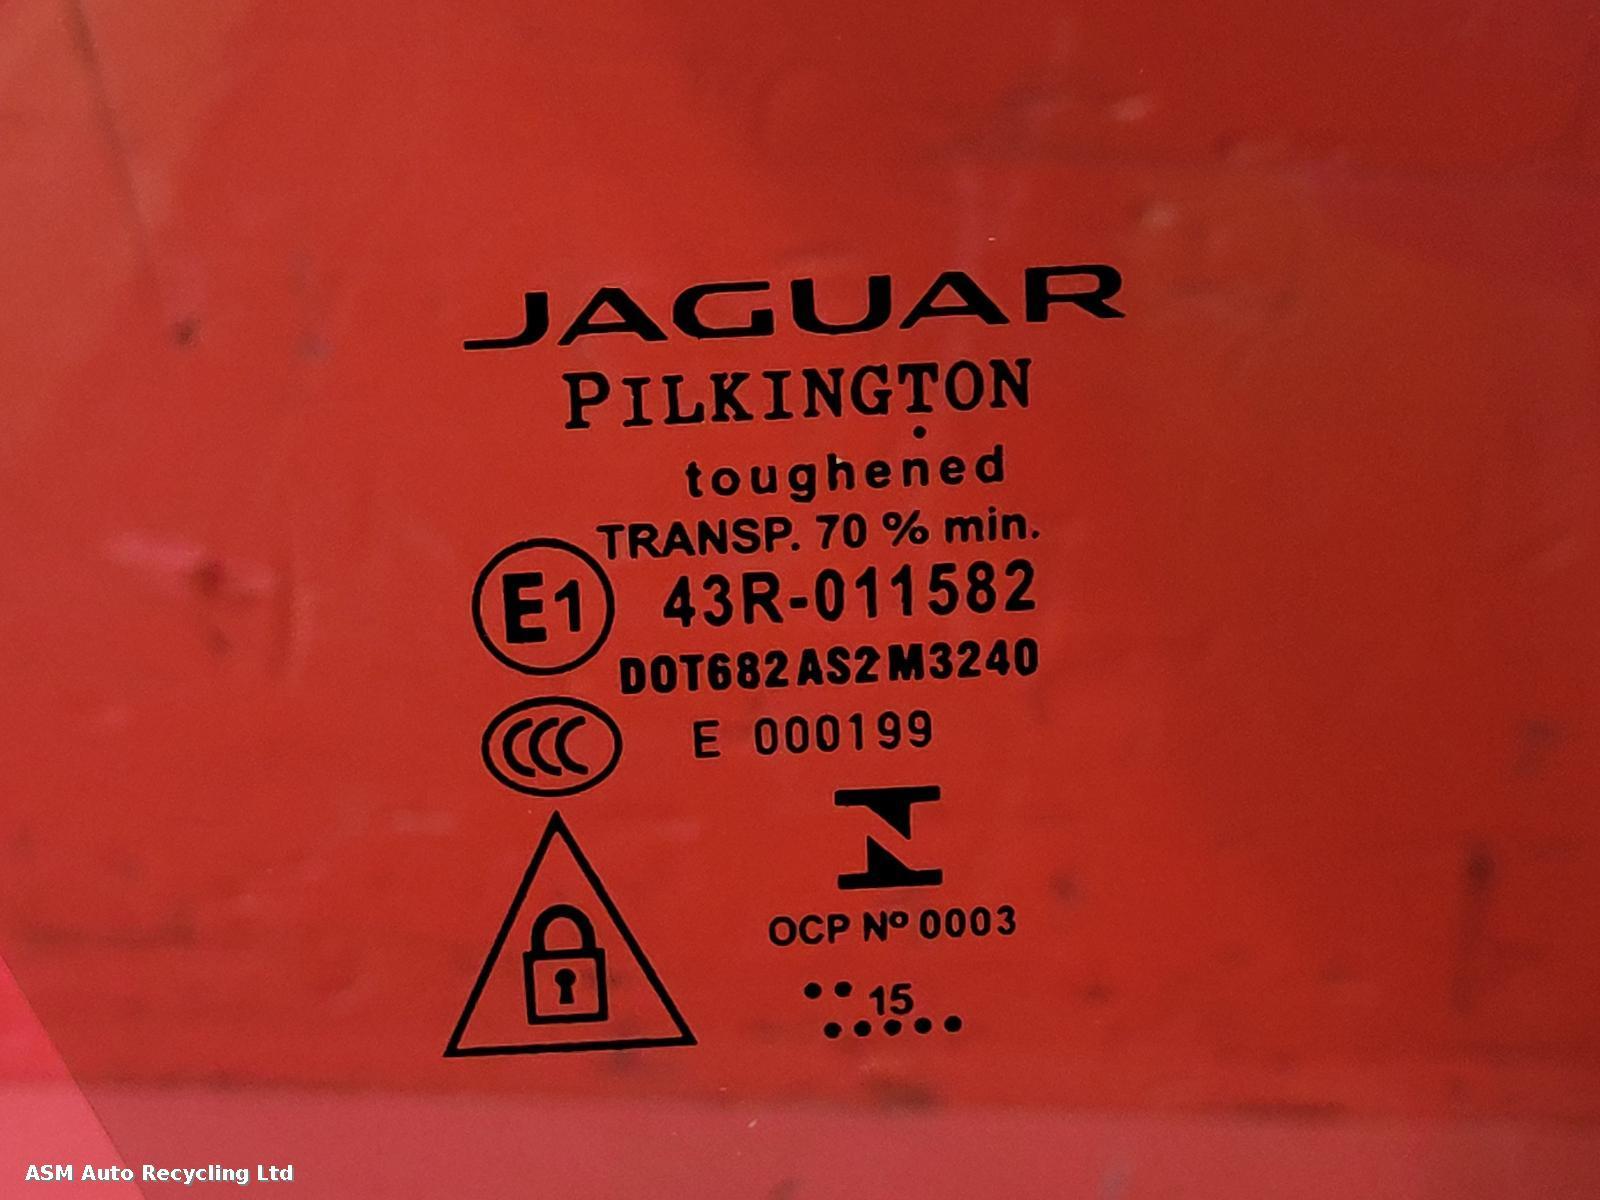 JAGUAR
PILKINGTON
toughened
TRANSP. 70 % min.
E1 43R-011582
DOT682AS2M3240
CCC E 000199
OCP Nº 0003
15
ASM Auto Recycling Ltd